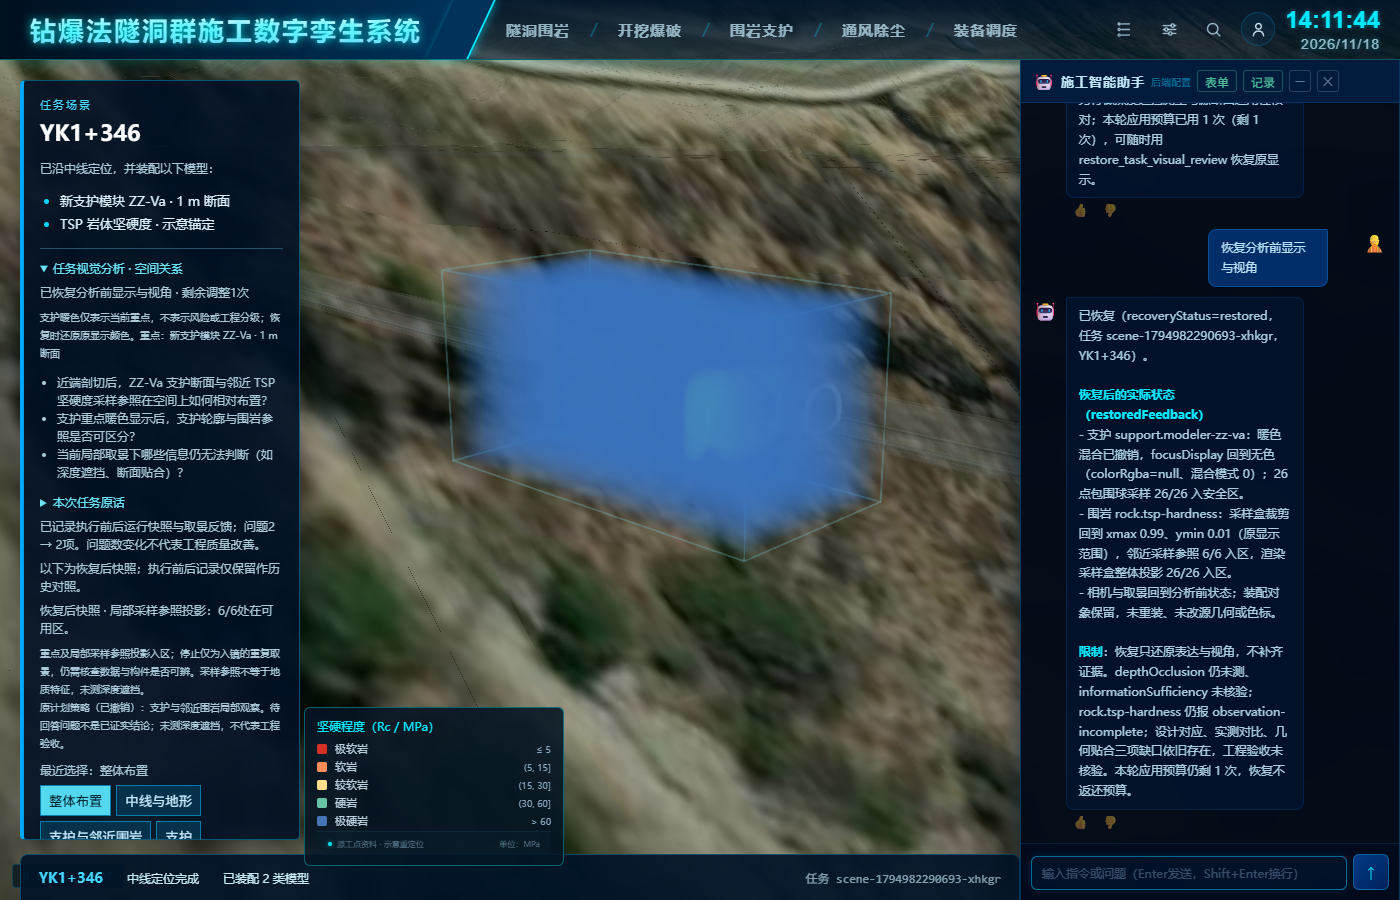 钻爆法隧洞群施工数字孪生系统
隧洞围岩 / 开挖爆破 / 围岩支护 / 通风除尘 / 装备调度
14:11:44
2026/11/18
任务场景
YK1+346
已沿中线定位，并装配以下模型：
• 新支护模块 ZZ-Va · 1 m 断面
• TSP 岩体坚硬度 · 示意锚定
▼ 任务视觉分析 · 空间关系
已恢复分析前显示与视角 · 剩余调整1次
支护暖色仅表示当前重点，不表示风险或工程分级；恢
复时还原原显示颜色。重点：新支护模块 ZZ-Va · 1 m
断面
• 近端剖切后，ZZ-Va 支护断面与邻近 TSP
坚硬度采样参照在空间上如何相对布置？
• 支护重点暖色显示后，支护轮廓与围岩参
照是否可区分？
• 当前局部取景下哪些信息仍无法判断（如
深度遮挡、断面贴合）？
▶ 本次任务原话
已记录执行前后运行快照与取景反馈；问题2
→ 2项。问题数变化不代表工程质量改善。
以下为恢复后快照；执行前后记录仅保留作历
史对照。
恢复后快照 · 局部采样参照投影：6/6处在可
用区。
重点及局部采样参照投影入区；停止仅为入镜的重复取
景，仍需核查数据与构件是否可辨。采样参照不等于地
质特征，未测深度遮挡。
原计划策略（已撤销）：支护与邻近围岩局部观察。待
回答问题不是已证实结论；未测深度遮挡，不代表工程
验收。
最近选择：整体布置
整体布置 中线与地形
支护与邻近围岩 支护
坚硬程度（Rc / MPa）
极软岩 ≤ 5
软岩 (5, 15]
较软岩 (15, 30]
硬岩 (30, 60]
极硬岩 > 60
源工点资料 · 示意重定位 单位：MPa
YK1+346 中线定位完成 已装配 2 类模型 任务 scene-1794982290693-xhkgr
施工智能助手 后端配置 表单 记录
对；本轮应用预算已用 1 次（剩 1
次），可随时用
restore_task_visual_review 恢复原显
示。
恢复分析前显示
与视角
已恢复（recoveryStatus=restored，
任务 scene-1794982290693-xhkgr，
YK1+346）。
恢复后的实际状态
（restoredFeedback）
- 支护 support.modeler-zz-va：暖色
混合已撤销，focusDisplay 回到无色
（colorRgba=null、混合模式 0）；26
点包围球采样 26/26 入安全区。
- 围岩 rock.tsp-hardness：采样盒裁剪
回到 xmax 0.99、ymin 0.01（原显示
范围），邻近采样参照 6/6 入区，渲染
采样盒整体投影 26/26 入区。
- 相机与取景回到分析前状态；装配对
象保留，未重装、未改源几何或色标。
限制：恢复只还原表达与视角，不补齐
证据。depthOcclusion 仍未测、
informationSufficiency 未核验；
rock.tsp-hardness 仍报 observation-
incomplete；设计对应、实测对比、几
何贴合三项缺口依旧存在，工程验收未
核验。本轮应用预算仍剩 1 次，恢复不
返还预算。
输入指令或问题（Enter发送，Shift+Enter换行）